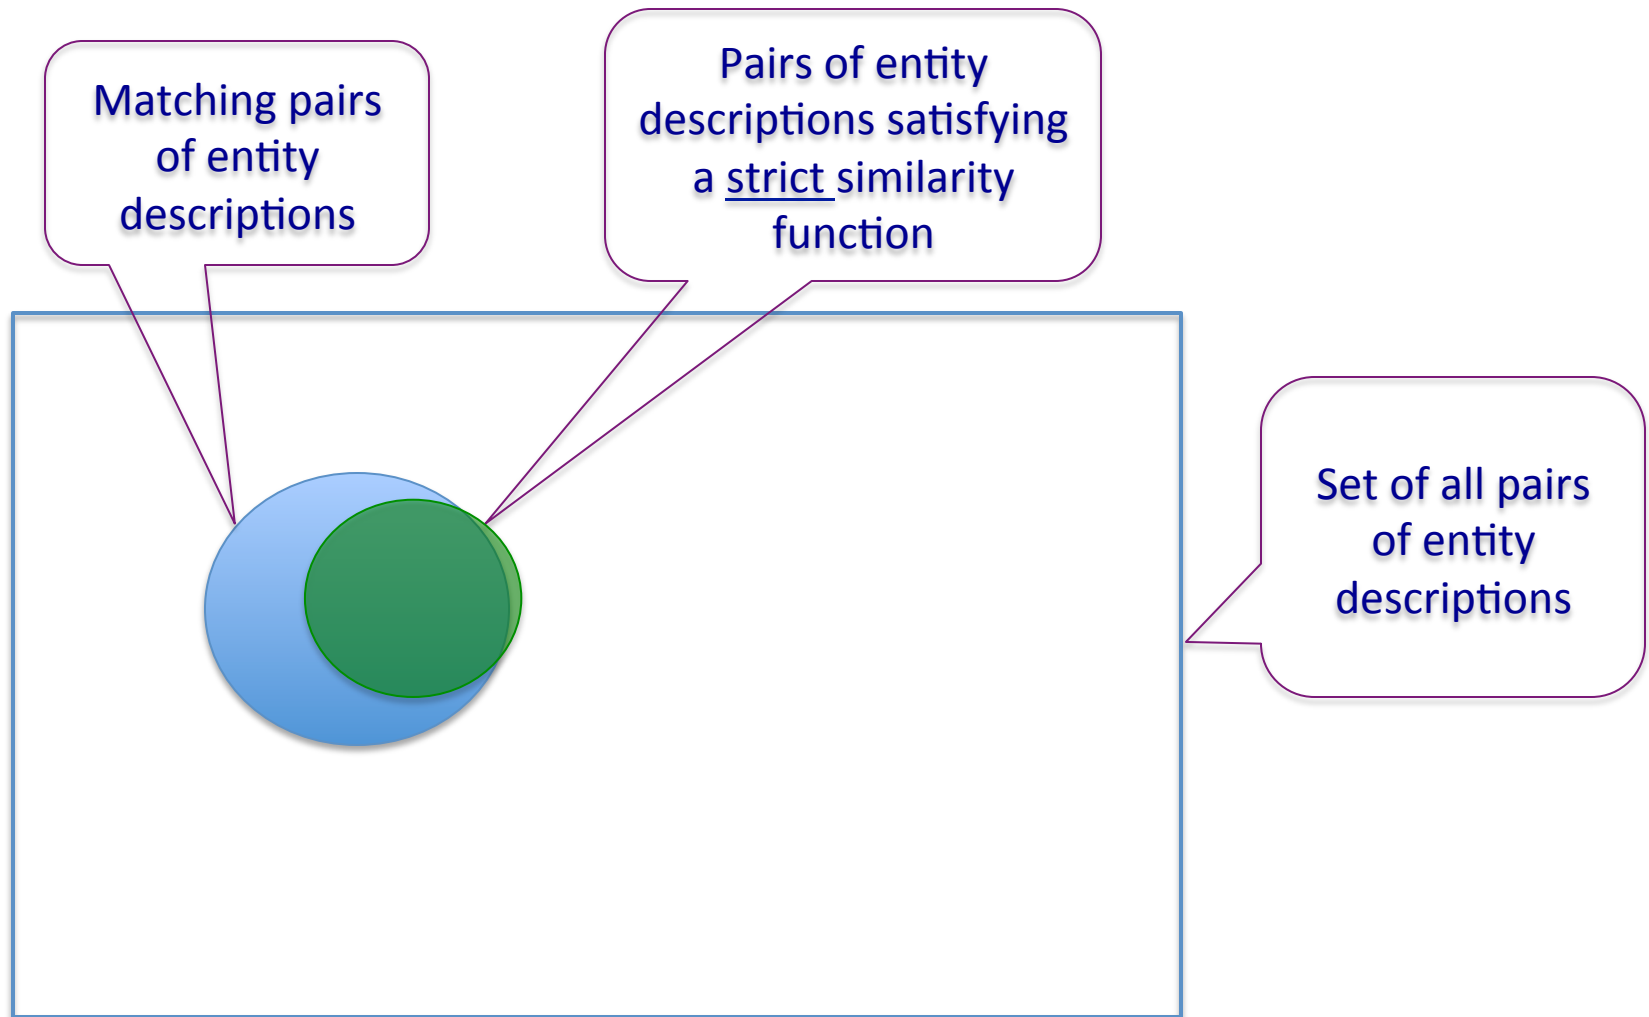 Matching pairs
of entity
descriptions
Pairs of entity
descriptions satisfying
a strict similarity
function
Set of all pairs
of entity
descriptions